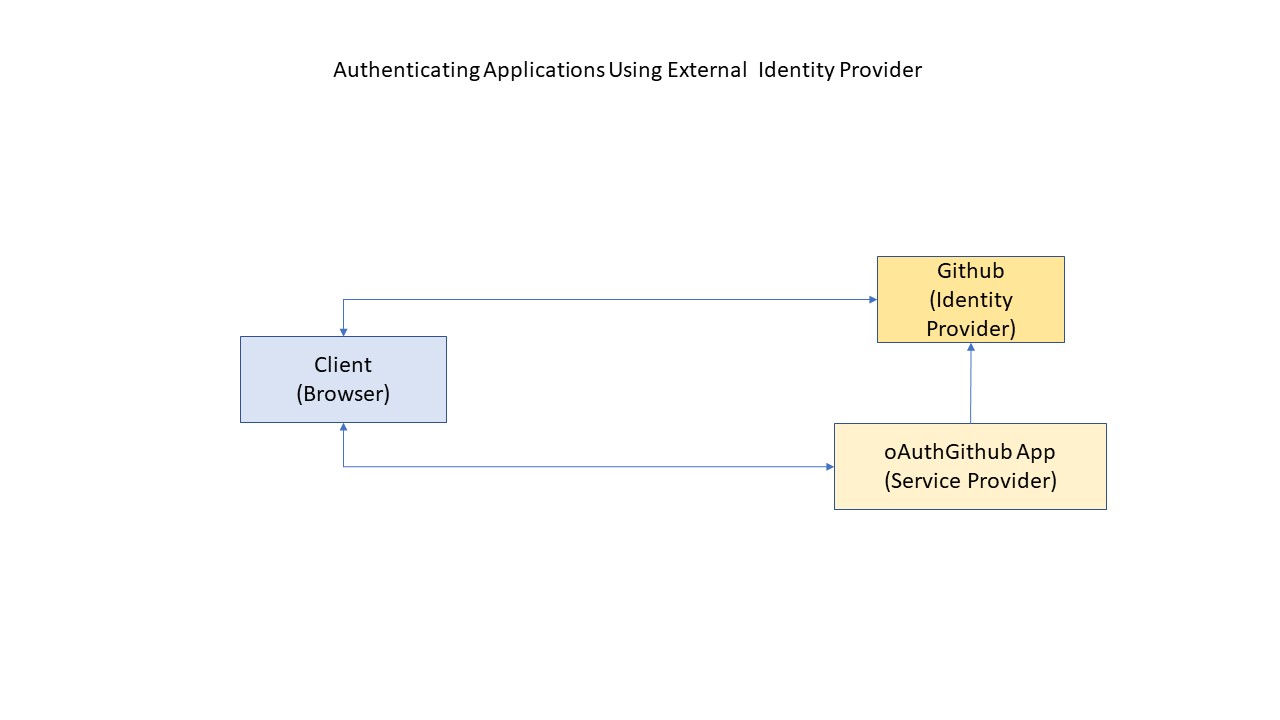 Authenticating Applications Using External Identity Provider
Github
(Identity
Provider)
Client
(Browser)
oAuthGithub App
(Service Provider)